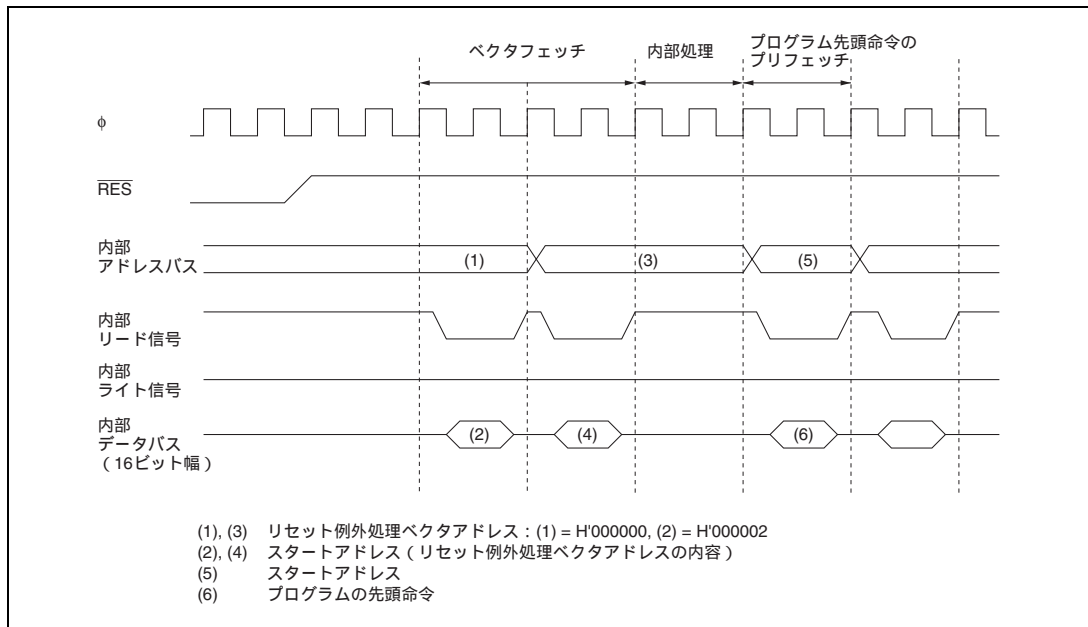 ベクタフェッチ
内部処理
プログラム先頭命令の
プリフェッチ
φ
RES
内部
アドレスバス
(1)
(3)
(5)
内部
リード信号
内部
ライト信号
内部
データバス
(16ビット幅)
(2)
(4)
(6)
(1), (3) リセット例外処理ベクタアドレス：(1) = H'000000, (2) = H'000002
(2), (4) スタートアドレス(リセット例外処理ベクタアドレスの内容)
(5) スタートアドレス
(6) プログラムの先頭命令